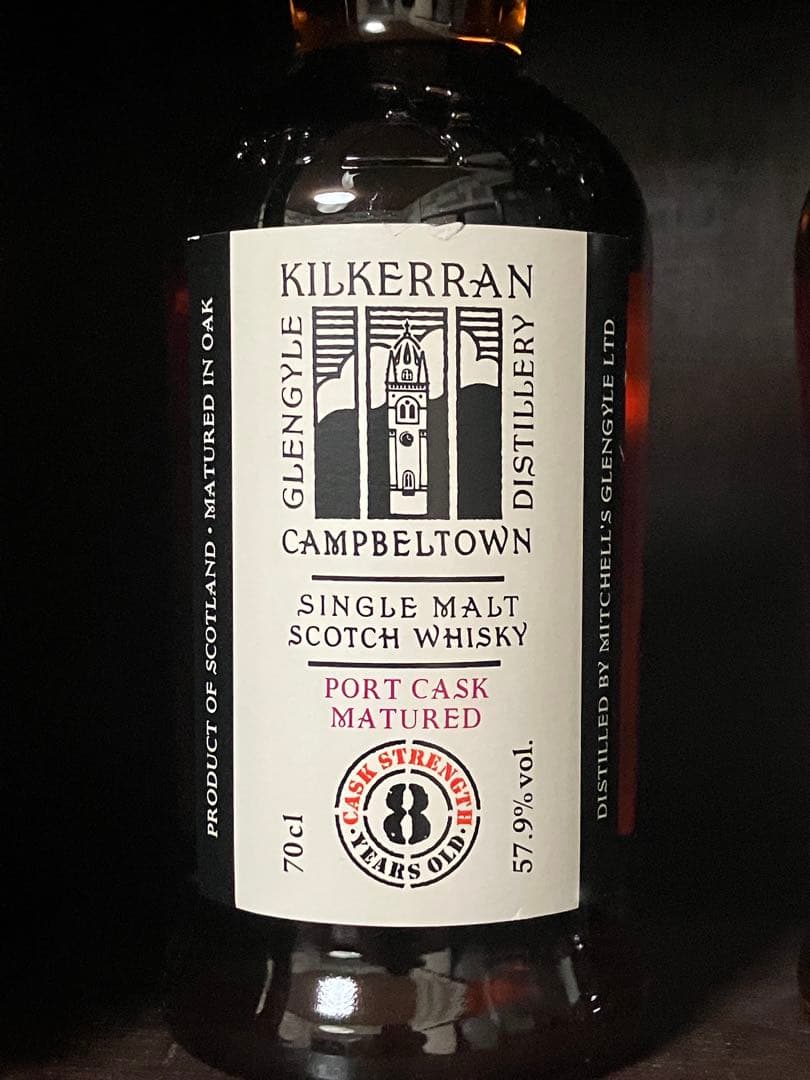 KILKERRAN
GLENGYLE
DISTILLERY
CAMPBELTOWN
SINGLE MALT
SCOTCH WHISKY
PORT CASK
MATURED
CASK STRENGTH
8
YEARS OLD
70cl
57.9% vol.
PRODUCT OF SCOTLAND • MATURED IN OAK
DISTILLED BY MITCHELL'S GLENGYLE LTD